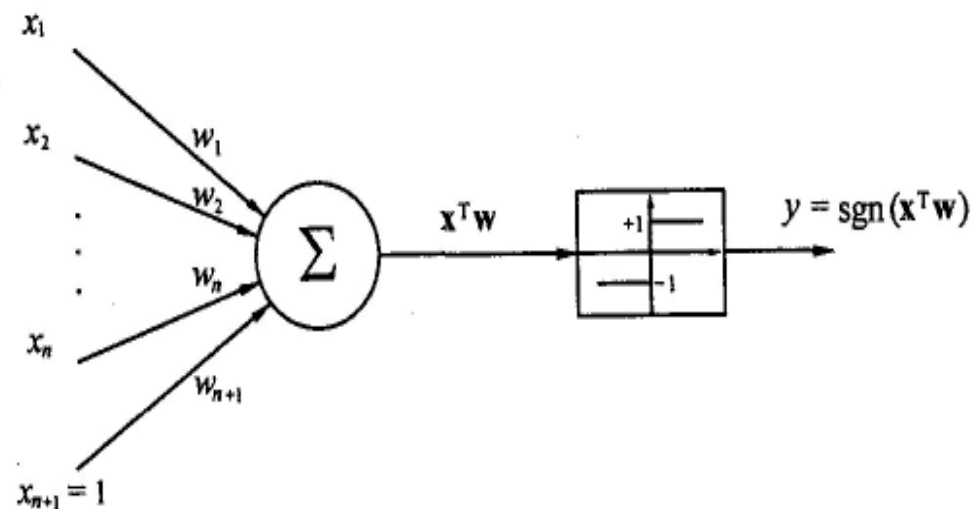 x₁
w₁
x₂
w₂
Σ
xᵀw
+1
−1
y = sgn(xᵀw)
wₙ
xₙ
wₙ₊₁
xₙ₊₁ = 1